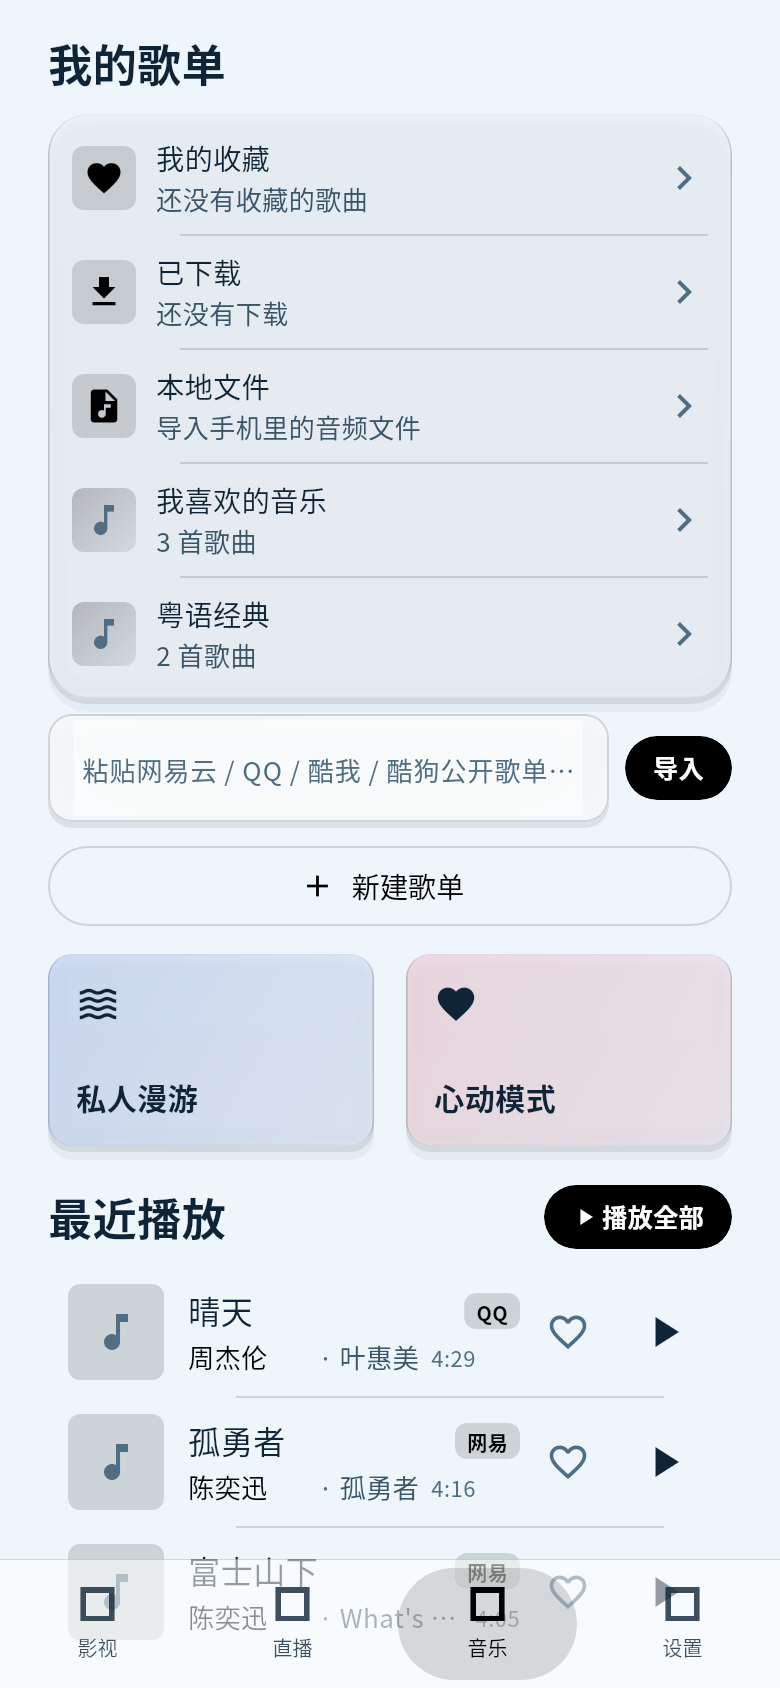 我的歌单
我的收藏
还没有收藏的歌曲
已下载
还没有下载
本地文件
导入手机里的音频文件
我喜欢的音乐
3 首歌曲
粤语经典
2 首歌曲
粘贴网易云 / QQ / 酷我 / 酷狗公开歌单…
导入
新建歌单
私人漫游
心动模式
最近播放
播放全部
晴天
QQ
周杰伦 · 叶惠美 4:29
孤勇者
网易
陈奕迅 · 孤勇者 4:16
富士山下
网易
陈奕迅 · What's … 4:05
影视
直播
音乐
设置